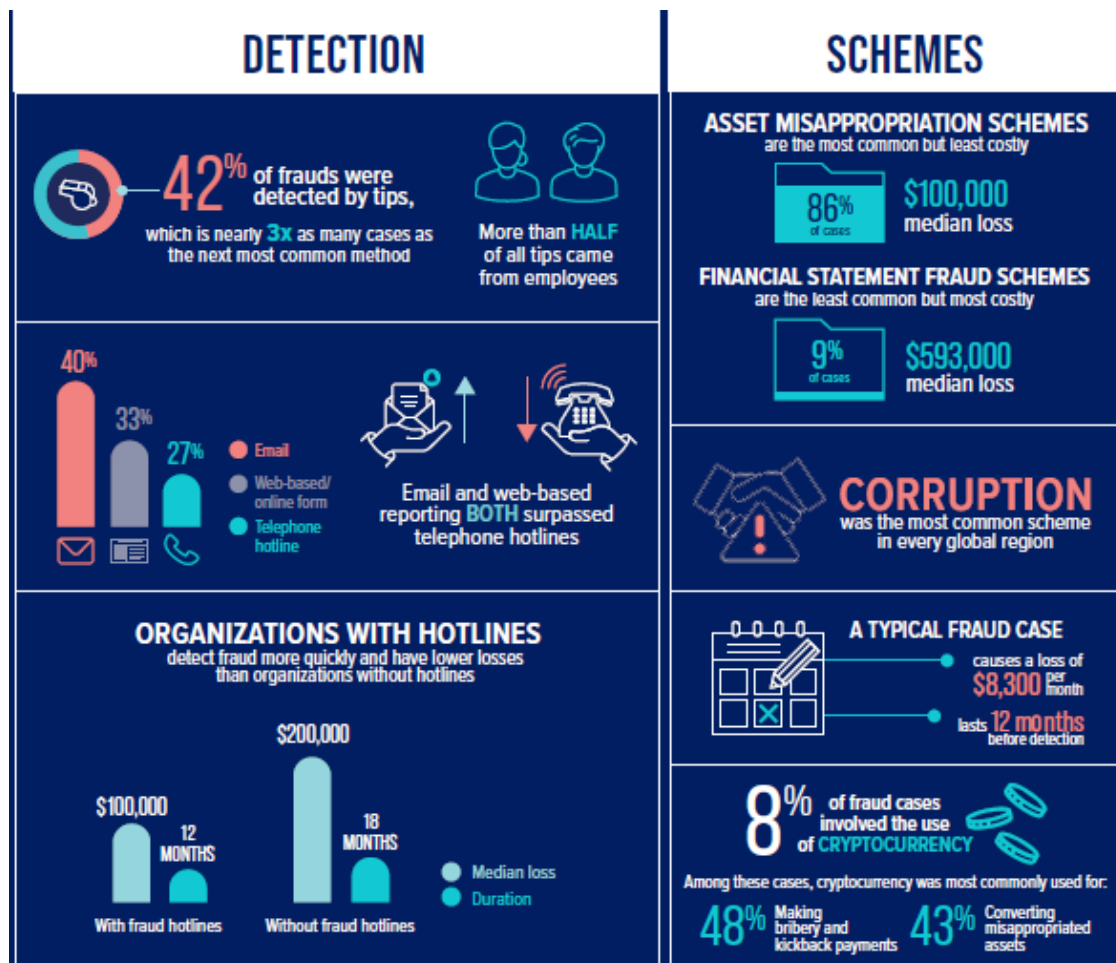 DETECTION
42% of frauds were
detected by tips,
which is nearly 3x as many cases as
the next most common method
More than HALF
of all tips came
from employees
40%
33%
27%
Email
Web-based/
online form
Telephone
hotline
Email and web-based
reporting BOTH surpassed
telephone hotlines
ORGANIZATIONS WITH HOTLINES
detect fraud more quickly and have lower losses
than organizations without hotlines
$100,000
12
MONTHS
With fraud hotlines
$200,000
18
MONTHS
Without fraud hotlines
Median loss
Duration
SCHEMES
ASSET MISAPPROPRIATION SCHEMES
are the most common but least costly
86%
of cases
$100,000
median loss
FINANCIAL STATEMENT FRAUD SCHEMES
are the least common but most costly
9%
of cases
$593,000
median loss
CORRUPTION
was the most common scheme
in every global region
A TYPICAL FRAUD CASE
causes a loss of
$8,300 per month
lasts 12 months
before detection
8% of fraud cases
involved the use
of CRYPTOCURRENCY
Among these cases, cryptocurrency was most commonly used for:
48% Making
bribery and
kickback payments
43% Converting
misappropriated
assets